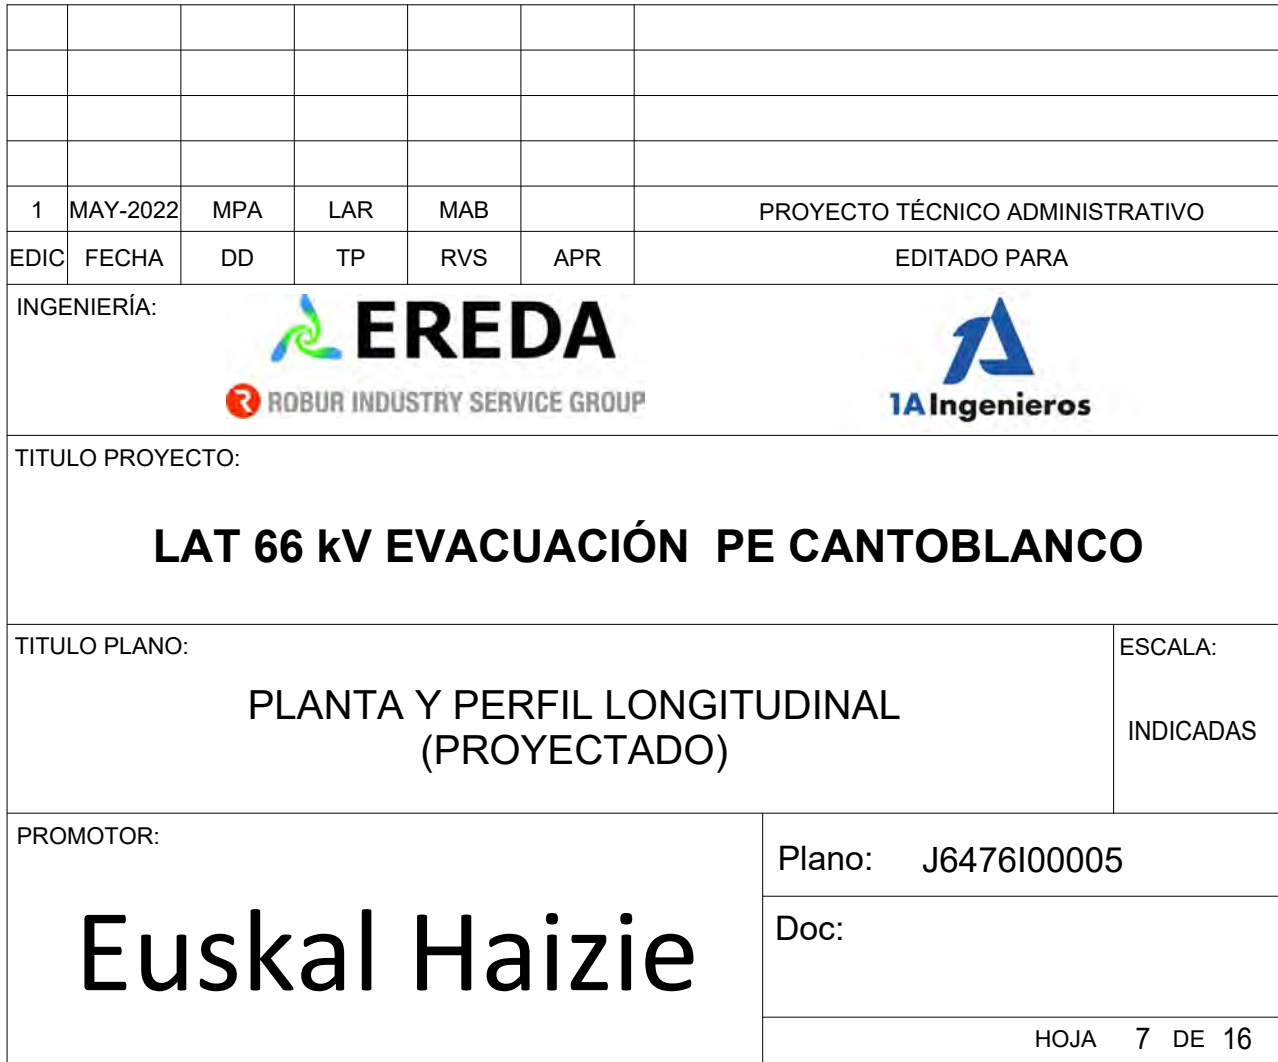 1 MAY-2022 MPA LAR MAB PROYECTO TÉCNICO ADMINISTRATIVO
EDIC FECHA DD TP RVS APR EDITADO PARA
INGENIERÍA:
EREDA
R ROBUR INDUSTRY SERVICE GROUP
1A
1A Ingenieros
TITULO PROYECTO:
LAT 66 kV EVACUACIÓN PE CANTOBLANCO
TITULO PLANO:
PLANTA Y PERFIL LONGITUDINAL
(PROYECTADO)
ESCALA:
INDICADAS
PROMOTOR:
Euskal Haizie
Plano: J6476I00005
Doc:
HOJA 7 DE 16